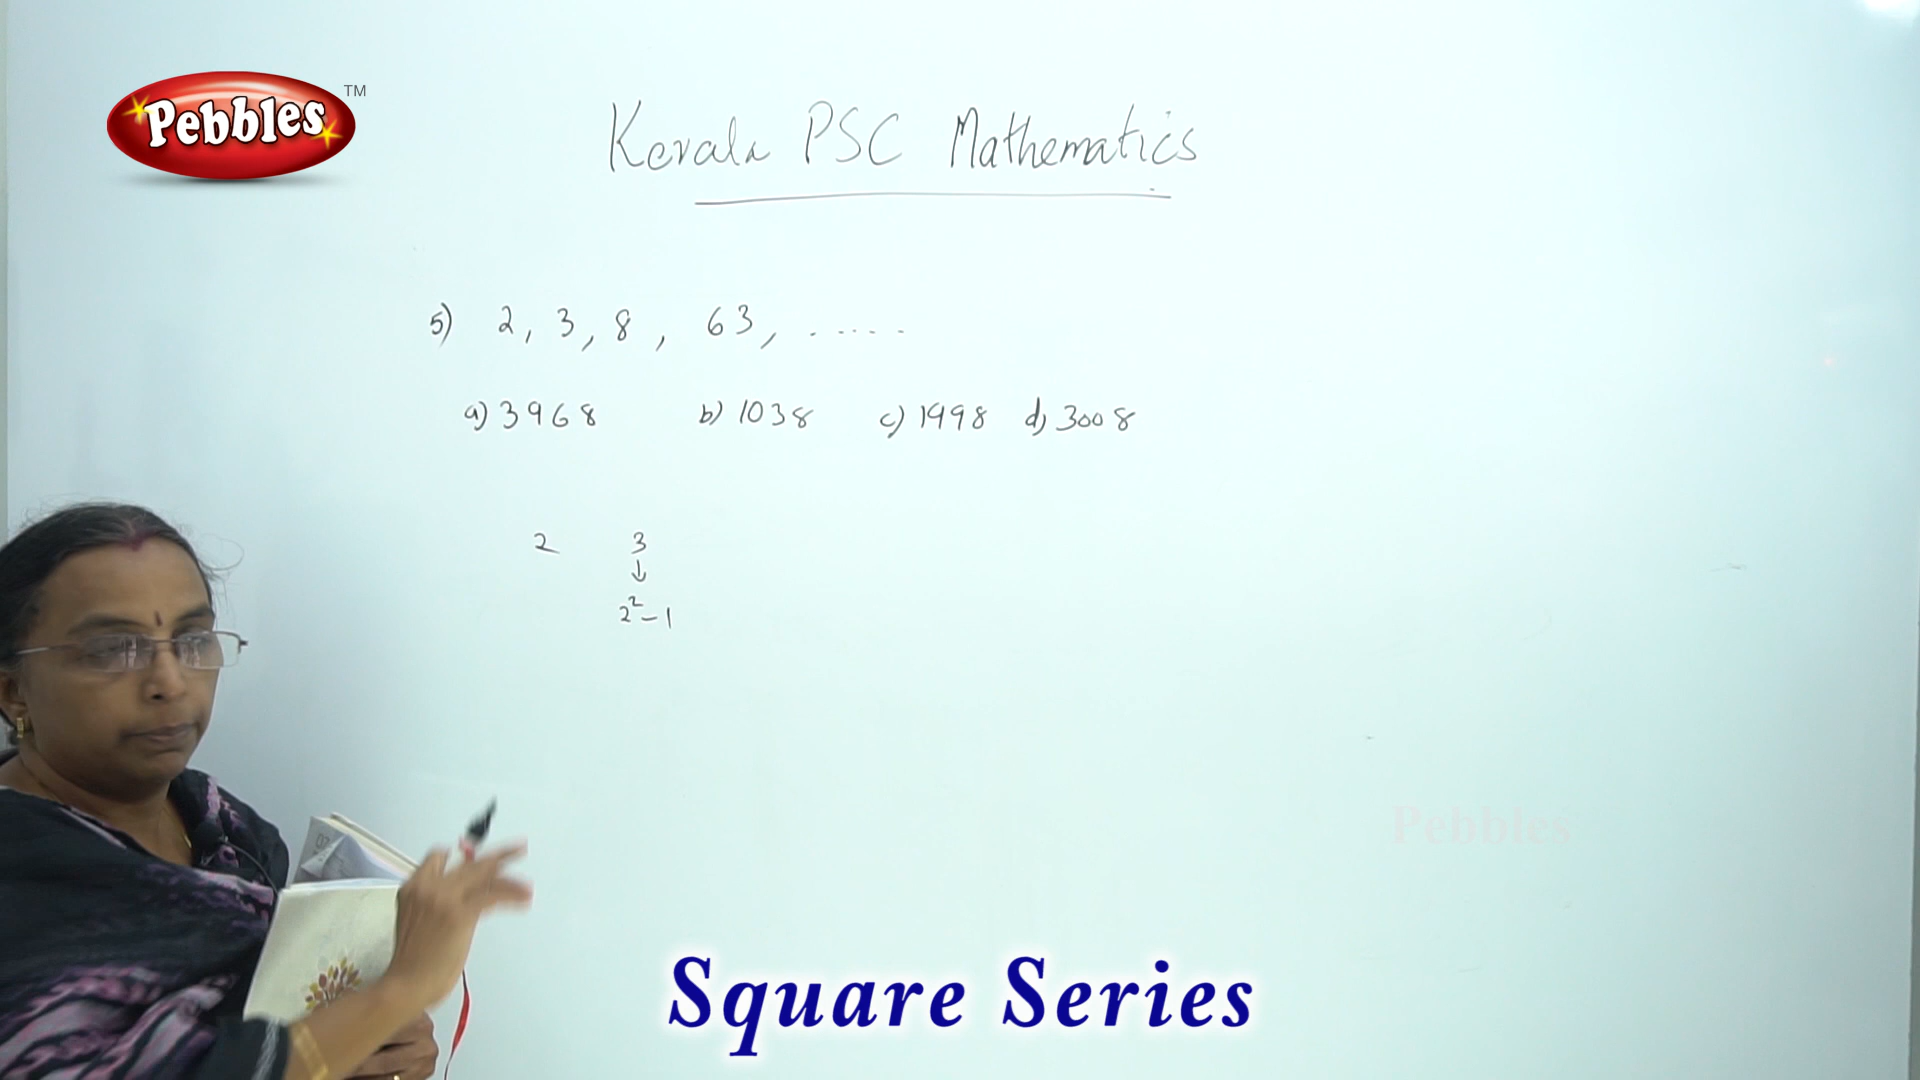 Pebbles TM
Kerala PSC Mathematics
5) 2, 3, 8, 63, .....
a) 3968 b) 1038 c) 1998 d) 3008
2 3
↓
2²-1
Pebbles
Square Series